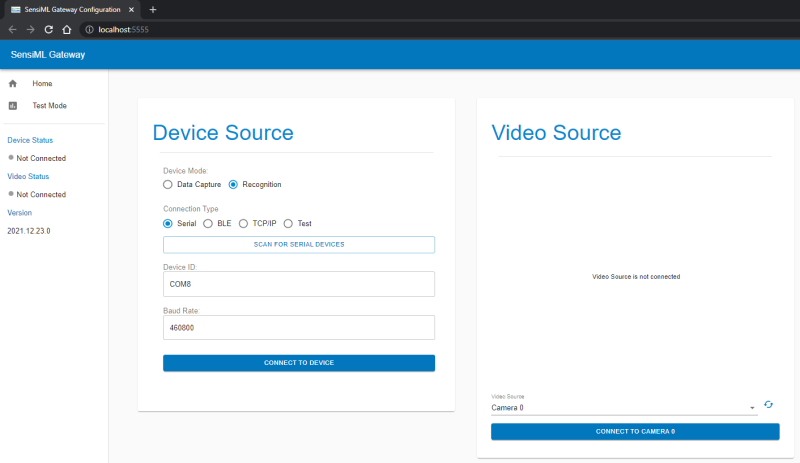 SensiML Gateway Configuration
localhost:5555
SensiML Gateway
Home
Test Mode
Device Status
Not Connected
Video Status
Not Connected
Version
2021.12.23.0
Device Source
Device Mode:
Data Capture Recognition
Connection Type
Serial BLE TCP/IP Test
SCAN FOR SERIAL DEVICES
Device ID:
COM8
Baud Rate:
460800
CONNECT TO DEVICE
Video Source
Video Source is not connected
Video Source
Camera 0
CONNECT TO CAMERA 0